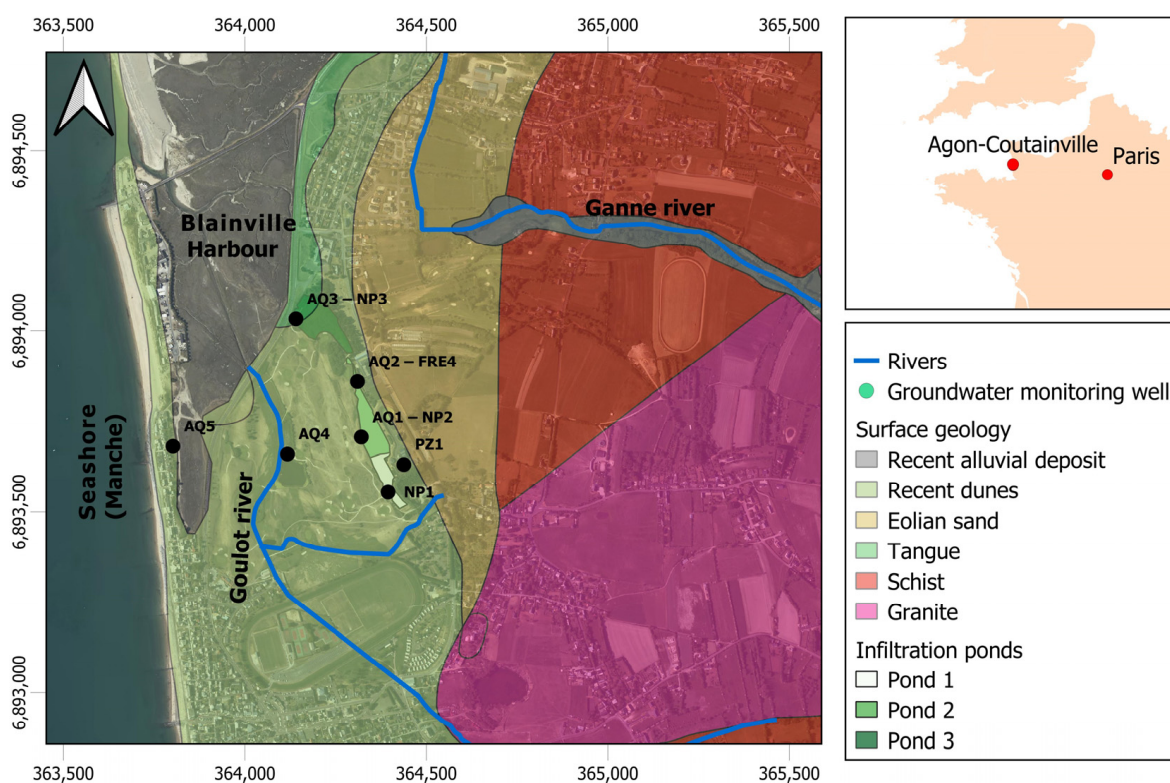 363,500 364,000 364,500 365,000 365,500
6,894,500
6,894,000
6,893,500
6,893,000
Blainville
Harbour
Ganne river
AQ3 – NP3
AQ2 – FRE4
AQ1 – NP2
AQ5
AQ4
PZ1
NP1
Seashore
(Manche)
Goulot river
363,500 364,000 364,500 365,000 365,500
Agon-Coutainville
Paris
Rivers
Groundwater monitoring well
Surface geology
Recent alluvial deposit
Recent dunes
Eolian sand
Tangue
Schist
Granite
Infiltration ponds
Pond 1
Pond 2
Pond 3